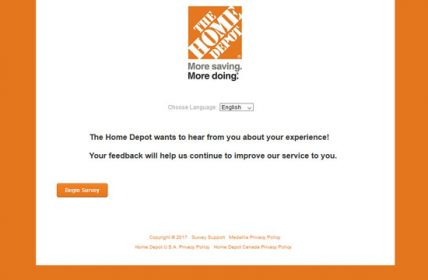 THE
HOME
DEPOT
More saving.
More doing.
Choose Language: English
The Home Depot wants to hear from you about your experience!
Your feedback will help us continue to improve our service to you.
Begin Survey
Copyright © 2017 Survey Support Medallia Privacy Policy
Home Depot U.S.A. Privacy Policy Home Depot Canada Privacy Policy